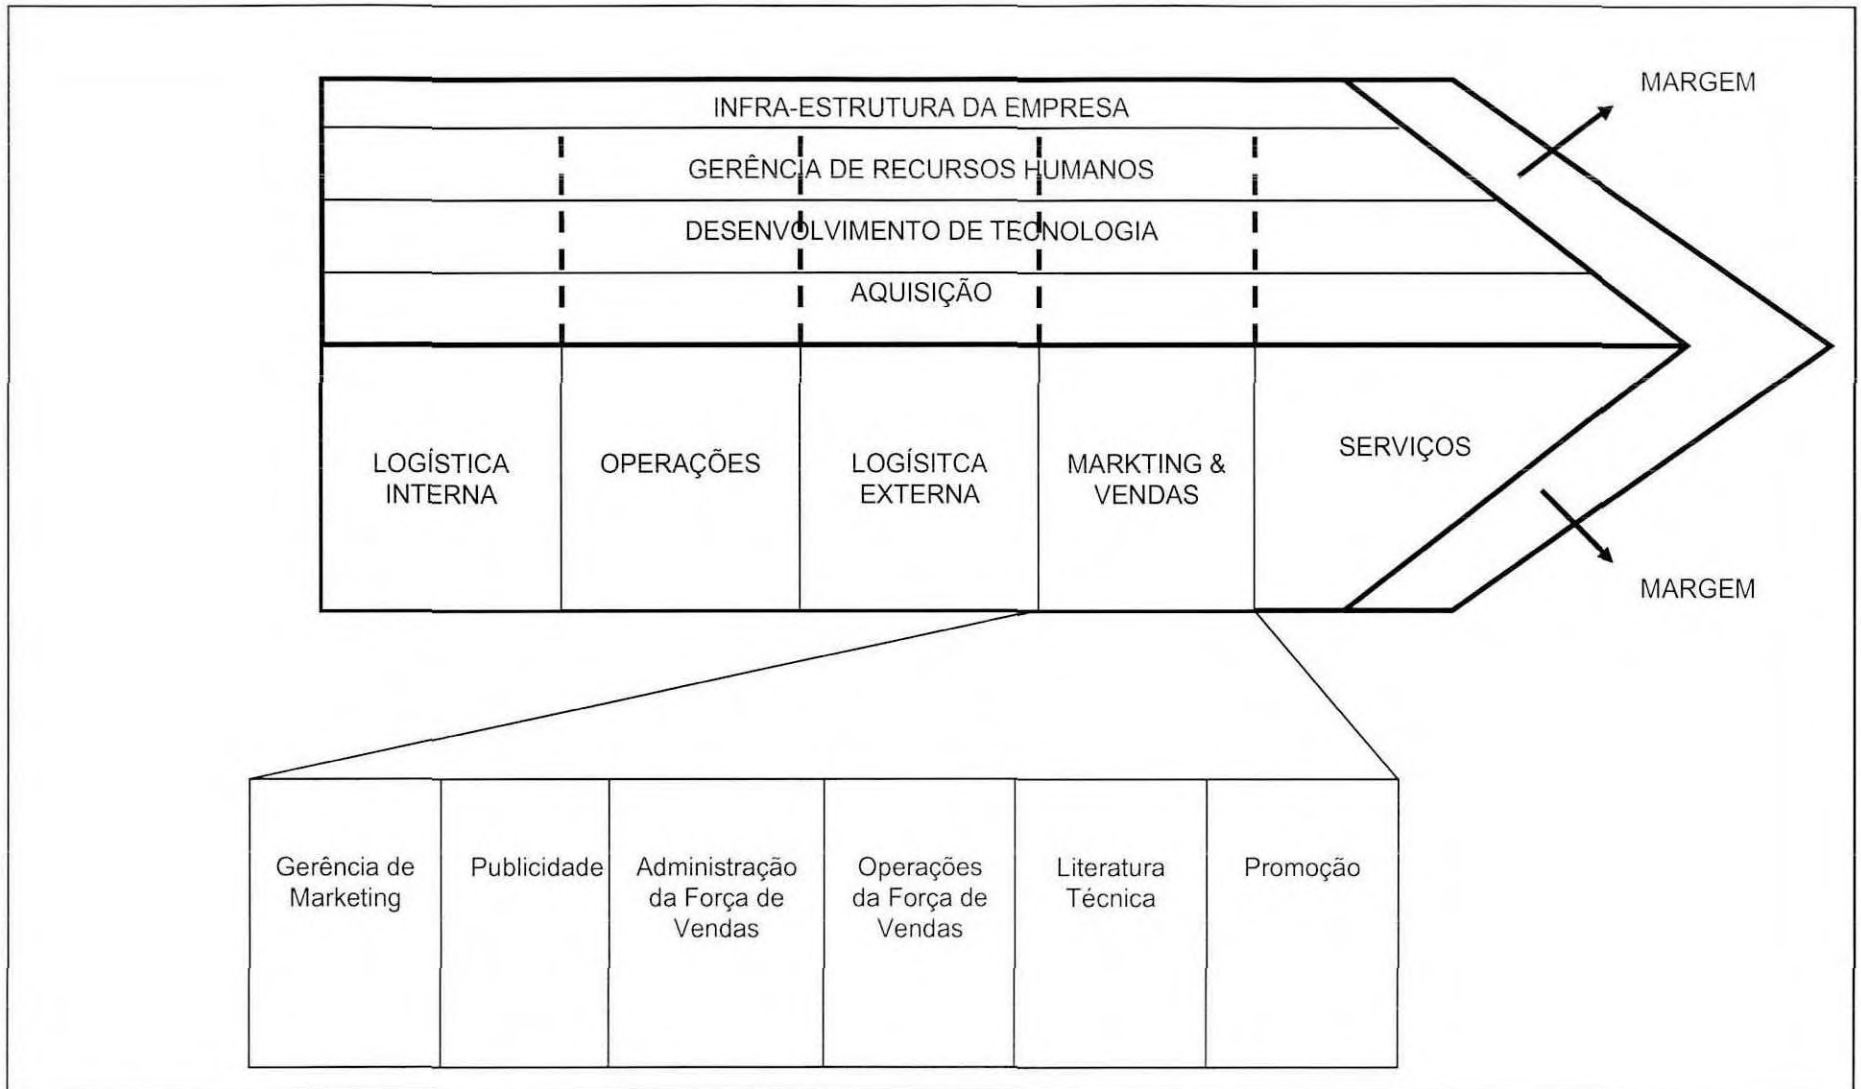 MARGEM
INFRA-ESTRUTURA DA EMPRESA
GERÊNCIA DE RECURSOS HUMANOS
DESENVOLVIMENTO DE TECNOLOGIA
AQUISIÇÃO
LOGÍSTICA
INTERNA
OPERAÇÕES
LOGÍSITCA
EXTERNA
MARKTING &
VENDAS
SERVIÇOS
MARGEM
Gerência de
Marketing
Publicidade
Administração
da Força de
Vendas
Operações
da Força de
Vendas
Literatura
Técnica
Promoção